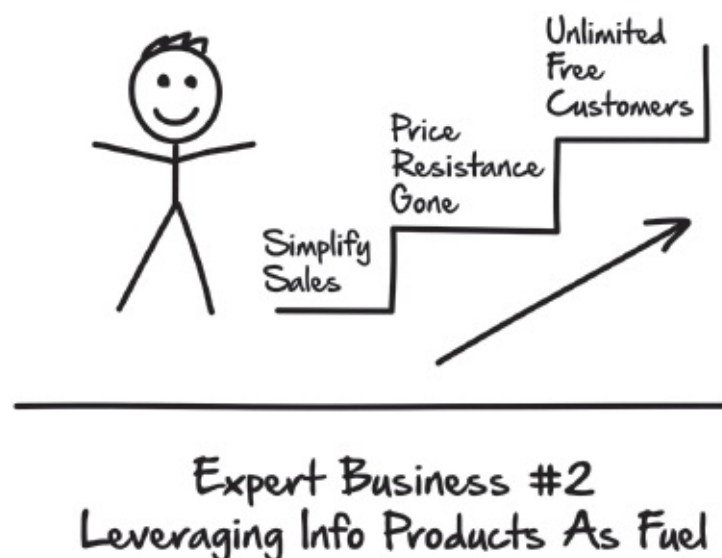 Simplify
Sales
Price
Resistance
Gone
Unlimited
Free
Customers
Expert Business #2
Leveraging Info Products As Fuel